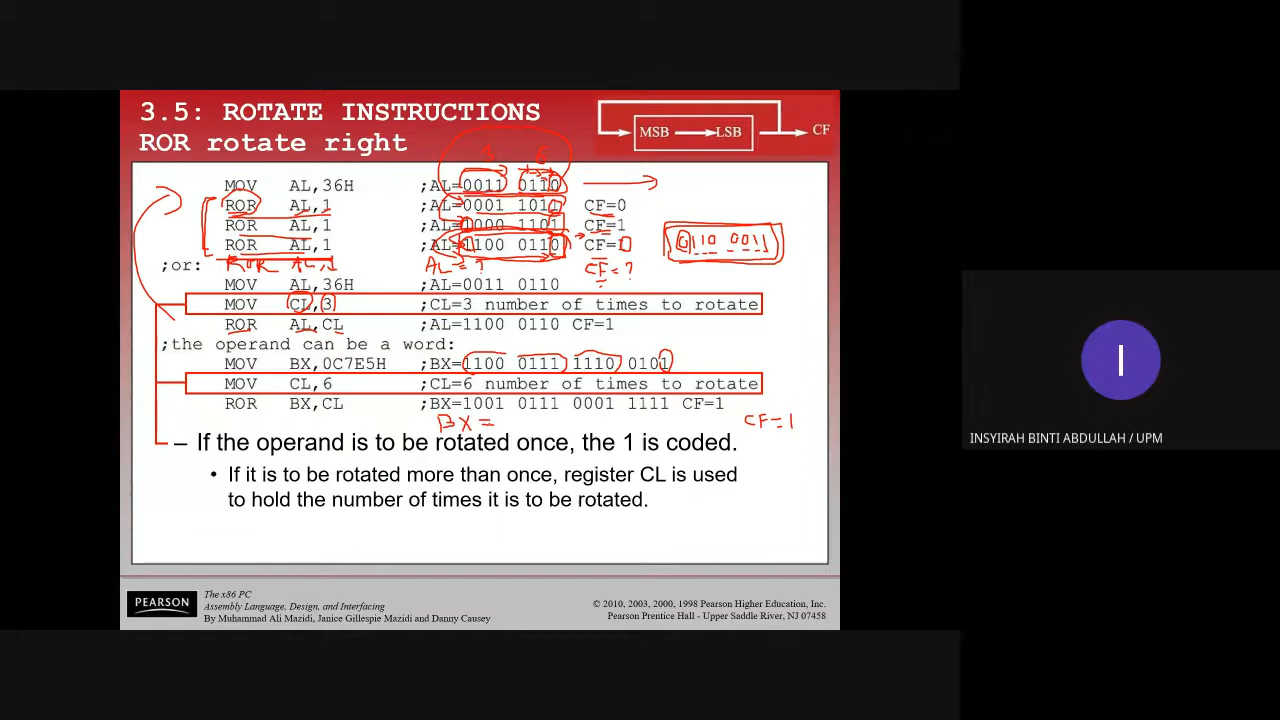 3.5: ROTATE INSTRUCTIONS
ROR rotate right
MSB LSB CF
3 6
MOV AL,36H ;AL=0011 0110
ROR AL,1 ;AL=0001 1011 CF=0
ROR AL,1 ;AL=1000 1101 CF=1
ROR AL,1 ;AL=1100 0110 CF=1
0110 0011
ROR AL,1 AL=? CF=?
;or:
MOV AL,36H ;AL=0011 0110
MOV CL,3 ;CL=3 number of times to rotate
ROR AL,CL ;AL=1100 0110 CF=1
;the operand can be a word:
MOV BX,0C7E5H ;BX=1100 0111 1110 0101
MOV CL,6 ;CL=6 number of times to rotate
ROR BX,CL ;BX=1001 0111 0001 1111 CF=1
BX= CF=1
– If the operand is to be rotated once, the 1 is coded.
• If it is to be rotated more than once, register CL is used
to hold the number of times it is to be rotated.
PEARSON
The x86 PC
Assembly Language, Design, and Interfacing
By Muhammad Ali Mazidi, Janice Gillespie Mazidi and Danny Causey
© 2010, 2003, 2000, 1998 Pearson Higher Education, Inc.
Pearson Prentice Hall - Upper Saddle River, NJ 07458
I
INSYIRAH BINTI ABDULLAH / UPM